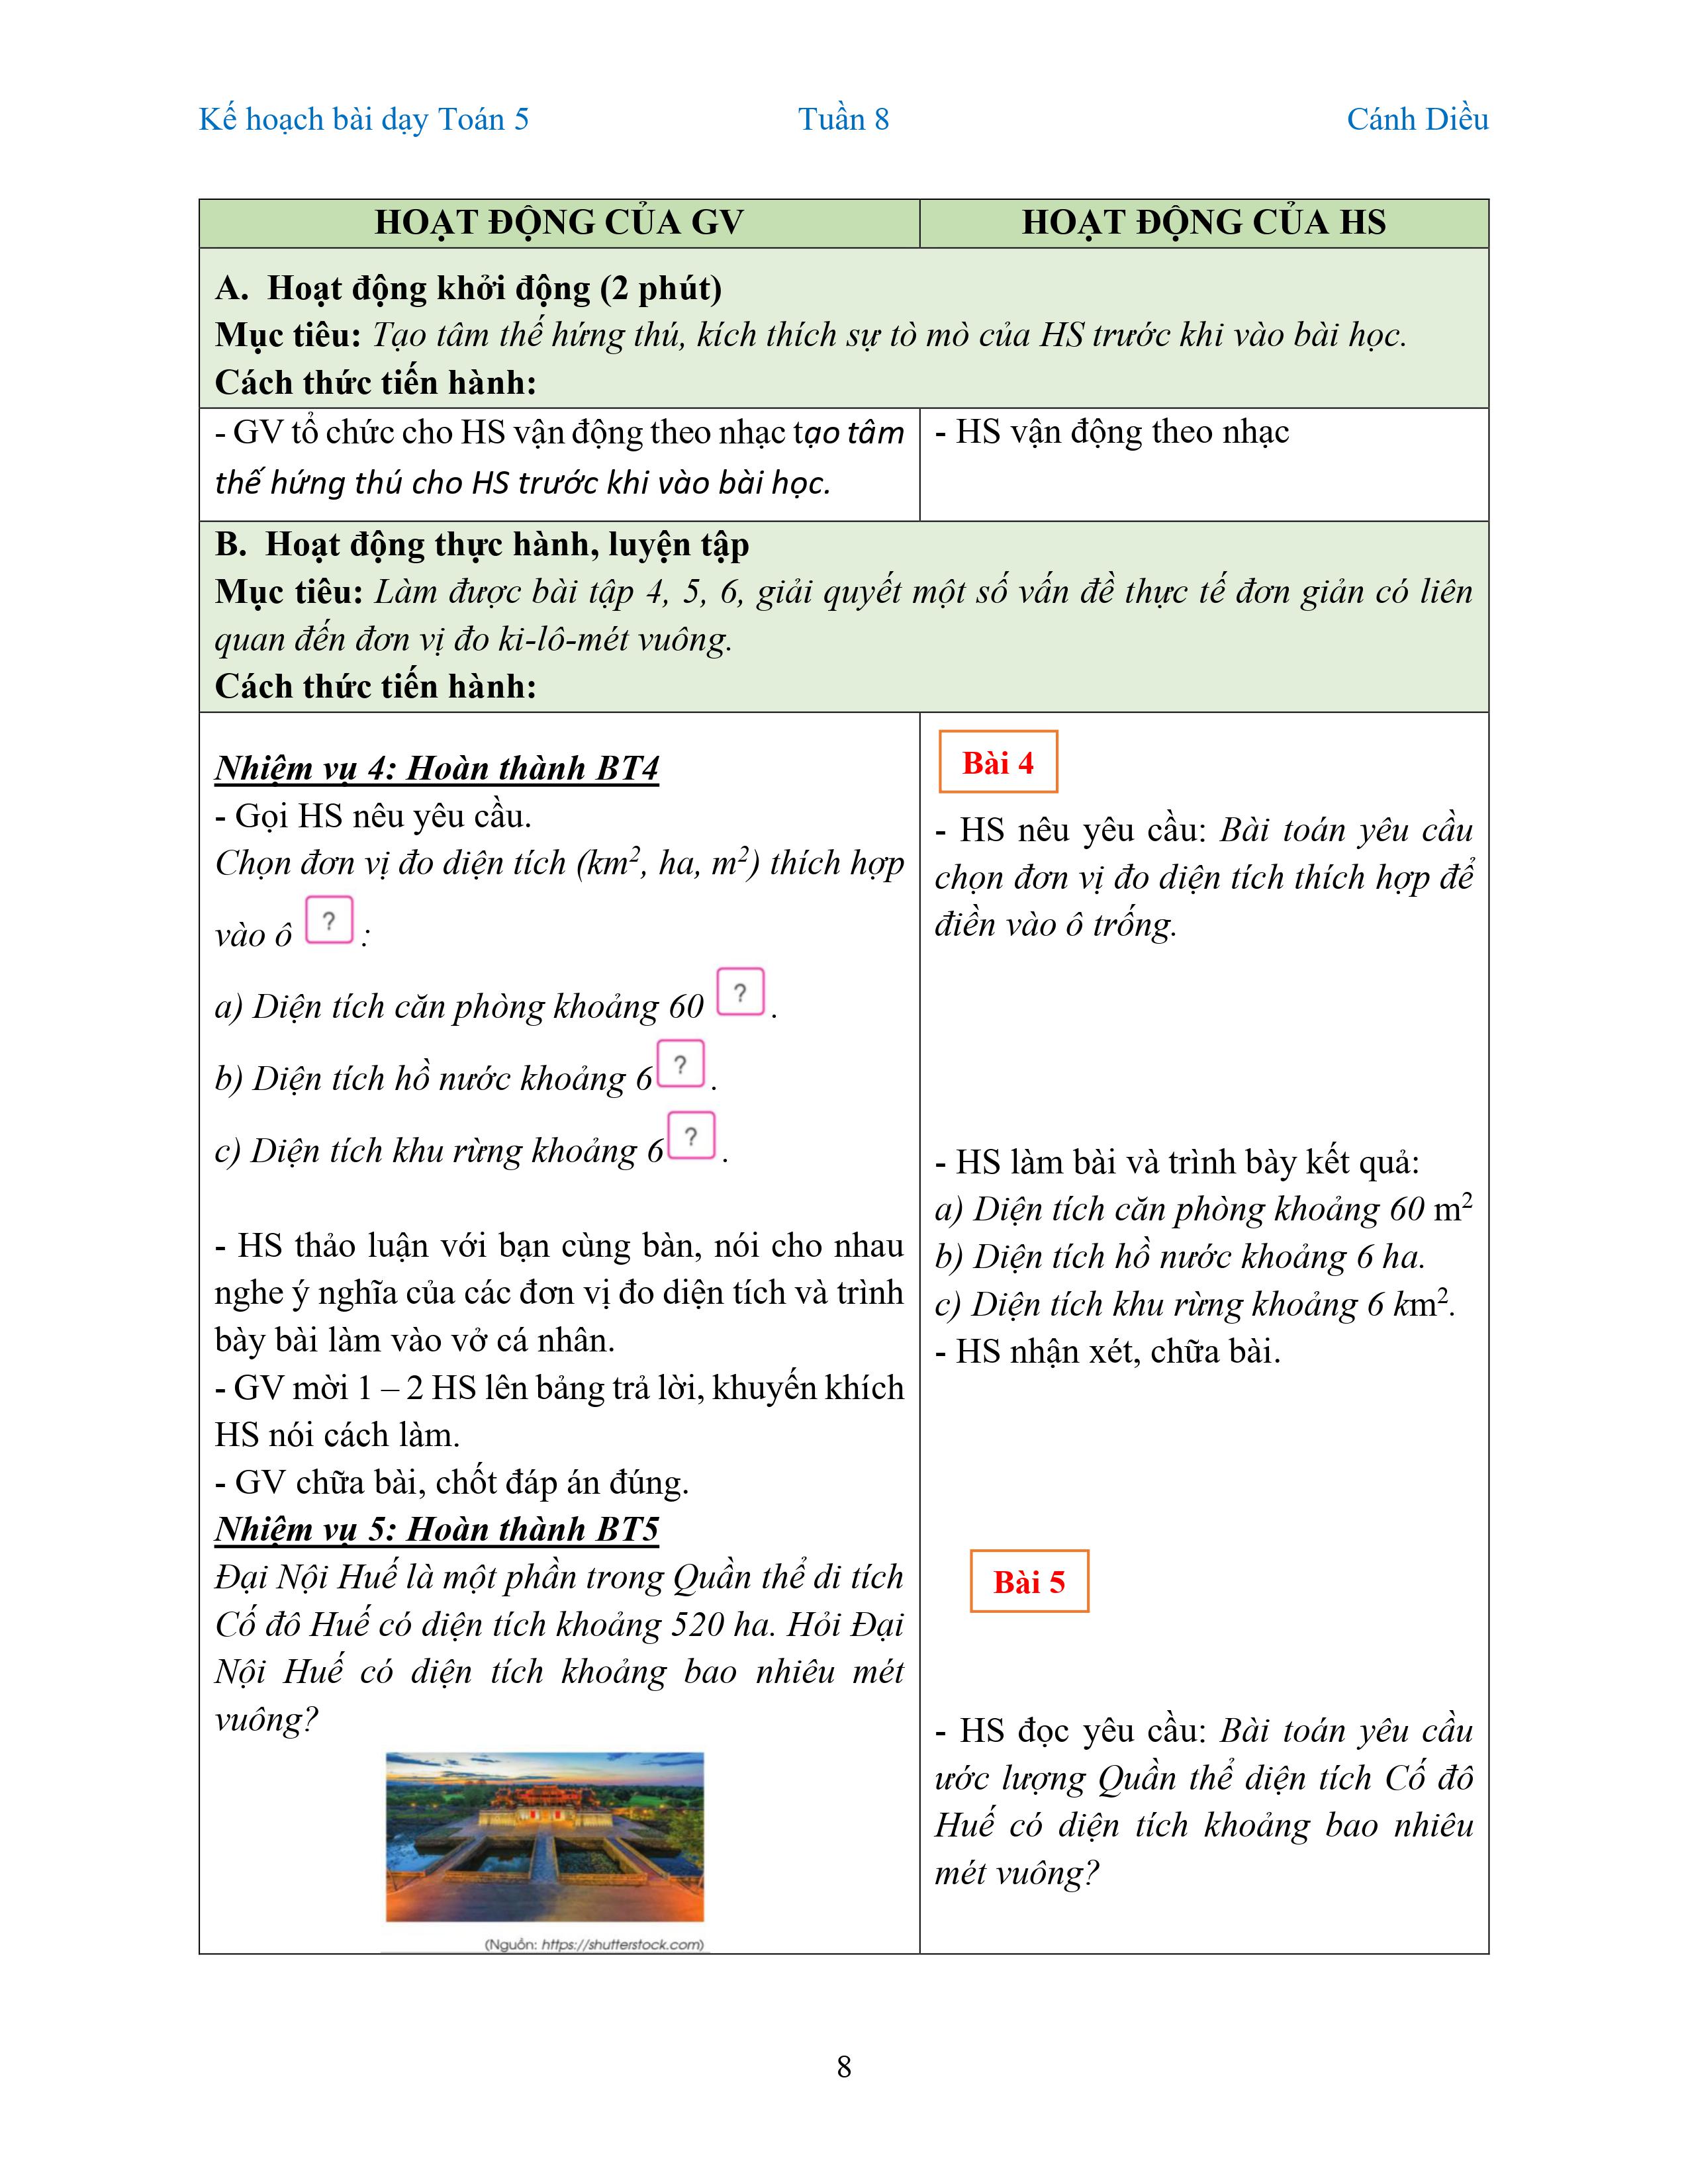 Kế hoạch bài dạy Toán 5 Tuần 8 Cánh Diều
HOẠT ĐỘNG CỦA GV
HOẠT ĐỘNG CỦA HS
A. Hoạt động khởi động (2 phút)
Mục tiêu: Tạo tâm thế hứng thú, kích thích sự tò mò của HS trước khi vào bài học.
Cách thức tiến hành:
- GV tổ chức cho HS vận động theo nhạc tạo tâm
thế hứng thú cho HS trước khi vào bài học.
- HS vận động theo nhạc
B. Hoạt động thực hành, luyện tập
Mục tiêu: Làm được bài tập 4, 5, 6, giải quyết một số vấn đề thực tế đơn giản có liên
quan đến đơn vị đo ki-lô-mét vuông.
Cách thức tiến hành:
Nhiệm vụ 4: Hoàn thành BT4
- Gọi HS nêu yêu cầu.
Chọn đơn vị đo diện tích (km², ha, m²) thích hợp
vào ô ? :
a) Diện tích căn phòng khoảng 60 ? .
b) Diện tích hồ nước khoảng 6 ? .
c) Diện tích khu rừng khoảng 6 ? .
- HS thảo luận với bạn cùng bàn, nói cho nhau
nghe ý nghĩa của các đơn vị đo diện tích và trình
bày bài làm vào vở cá nhân.
- GV mời 1 – 2 HS lên bảng trả lời, khuyến khích
HS nói cách làm.
- GV chữa bài, chốt đáp án đúng.
Nhiệm vụ 5: Hoàn thành BT5
Đại Nội Huế là một phần trong Quần thể di tích
Cố đô Huế có diện tích khoảng 520 ha. Hỏi Đại
Nội Huế có diện tích khoảng bao nhiêu mét
vuông?
(Nguồn: https://shutterstock.com)
Bài 4
- HS nêu yêu cầu: Bài toán yêu cầu
chọn đơn vị đo diện tích thích hợp để
điền vào ô trống.
- HS làm bài và trình bày kết quả:
a) Diện tích căn phòng khoảng 60 m²
b) Diện tích hồ nước khoảng 6 ha.
c) Diện tích khu rừng khoảng 6 km².
- HS nhận xét, chữa bài.
Bài 5
- HS đọc yêu cầu: Bài toán yêu cầu
ước lượng Quần thể diện tích Cố đô
Huế có diện tích khoảng bao nhiêu
mét vuông?
8